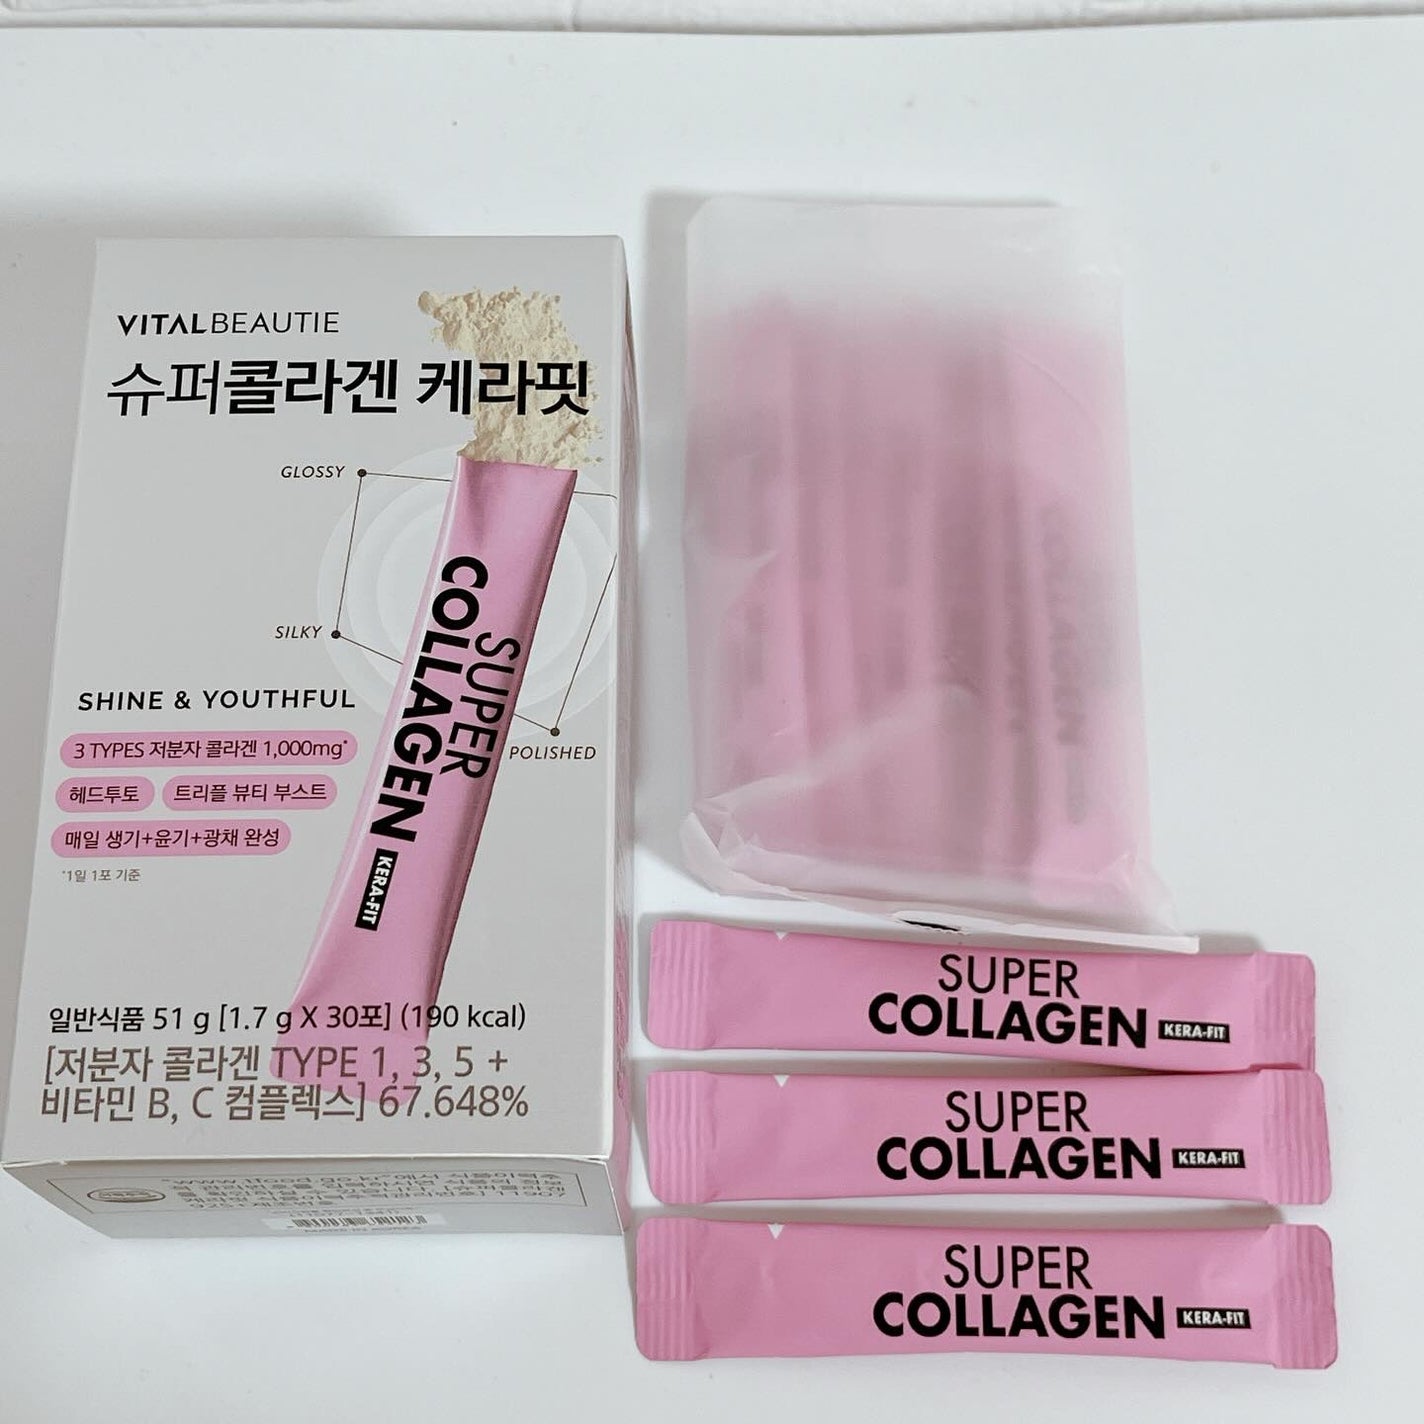 VITALBEAUTIE
슈퍼콜라겐 케라핏
GLOSSY
SILKY
POLISHED
SUPER
COLLAGEN
KERA-FIT
SHINE & YOUTHFUL
3 TYPES 저분자 콜라겐 1,000mg*
헤드투토 트리플 뷰티 부스트
매일 생기+윤기+광채 완성
*1일 1포 기준
일반식품 51 g [1.7 g X 30포] (190 kcal)
[저분자 콜라겐 TYPE 1, 3, 5 +
비타민 B, C 컴플렉스] 67.648%
SUPER
COLLAGEN KERA-FIT
SUPER
COLLAGEN KERA-FIT
SUPER
COLLAGEN KERA-FIT